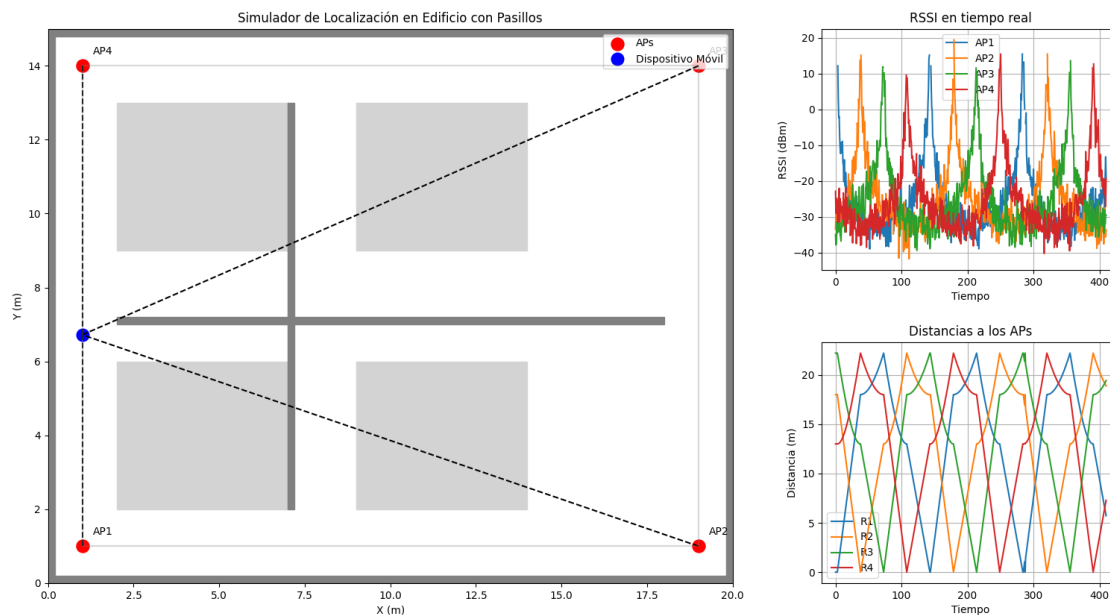 Simulador de Localización en Edificio con Pasillos
AP4
AP3
APs
Dispositivo Móvil
AP1
AP2
Y (m)
0
2
4
6
8
10
12
14
0.0
2.5
5.0
7.5
10.0
12.5
15.0
17.5
20.0
X (m)
RSSI en tiempo real
AP1
AP2
AP3
AP4
RSSI (dBm)
20
10
0
−10
−20
−30
−40
0
100
200
300
400
Tiempo
Distancias a los APs
Distancia (m)
20
15
10
5
0
R1
R2
R3
R4
0
100
200
300
400
Tiempo